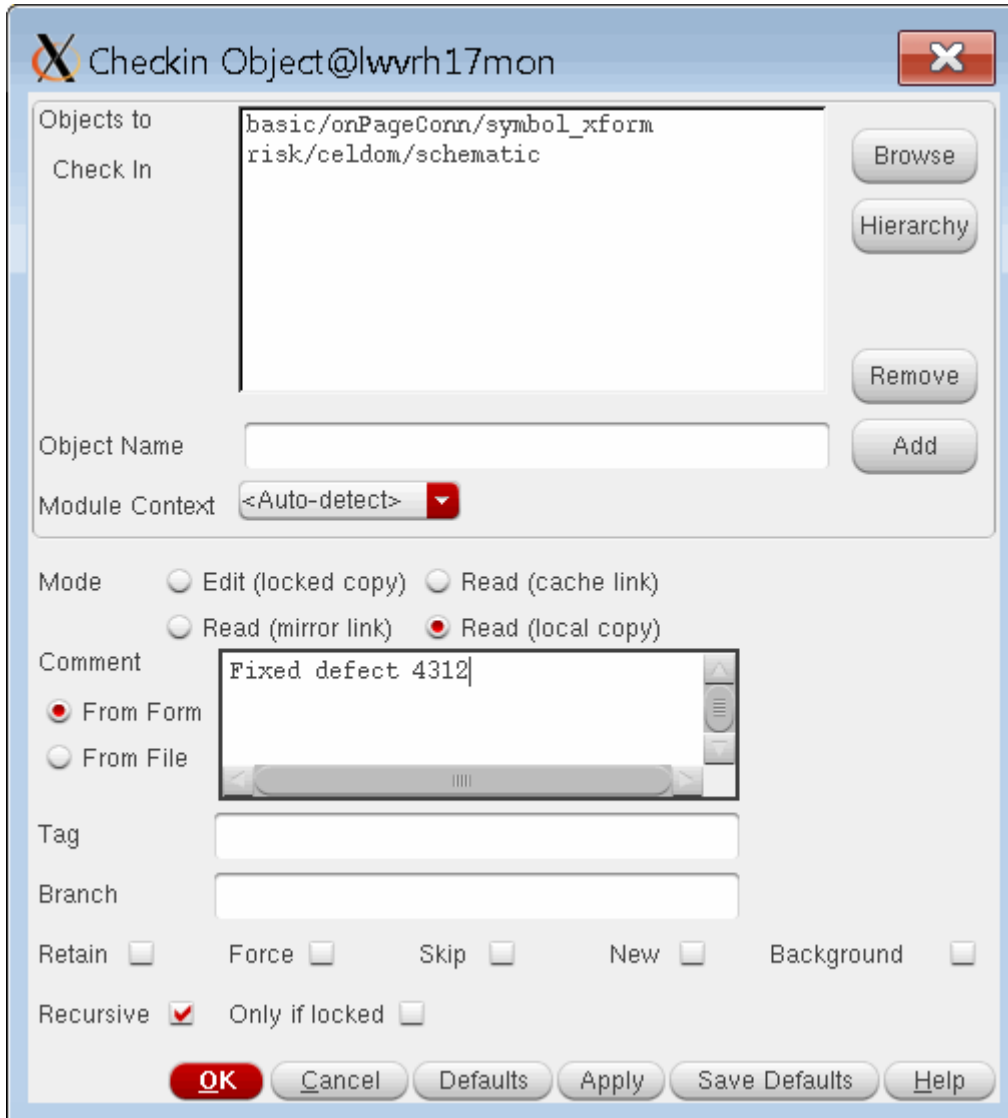 Checkin Object@lwvrh17mon
Objects to
Check In
basic/onPageConn/symbol_xform
risk/celdom/schematic
Browse
Hierarchy
Remove
Object Name
Add
Module Context <Auto-detect>
Mode Edit (locked copy) Read (cache link)
Read (mirror link) Read (local copy)
Comment
Fixed defect 4312
From Form
From File
Tag
Branch
Retain Force Skip New Background
Recursive Only if locked
OK Cancel Defaults Apply Save Defaults Help